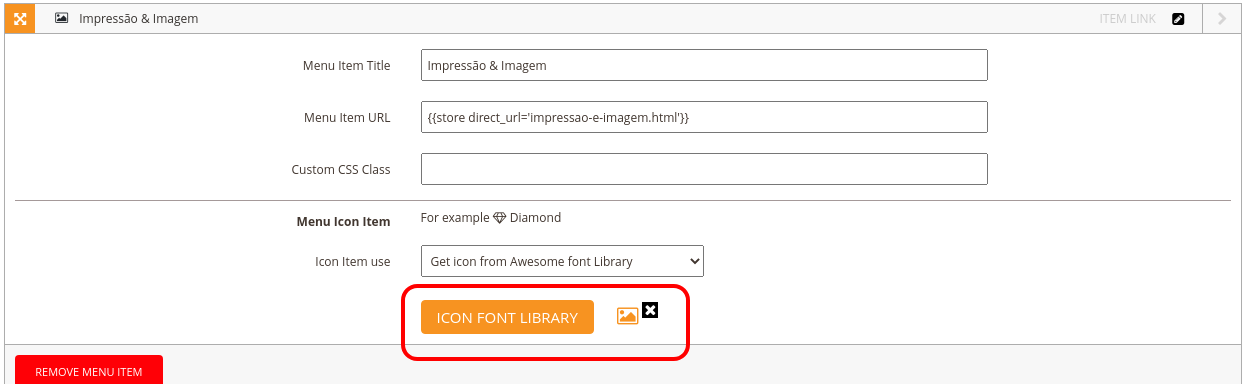 Impressão & Imagem
ITEM LINK
Menu Item Title
Impressão & Imagem
Menu Item URL
{{store direct_url='impressao-e-imagem.html'}}
Custom CSS Class
Menu Icon Item
For example Diamond
Icon Item use
Get icon from Awesome font Library
ICON FONT LIBRARY
REMOVE MENU ITEM